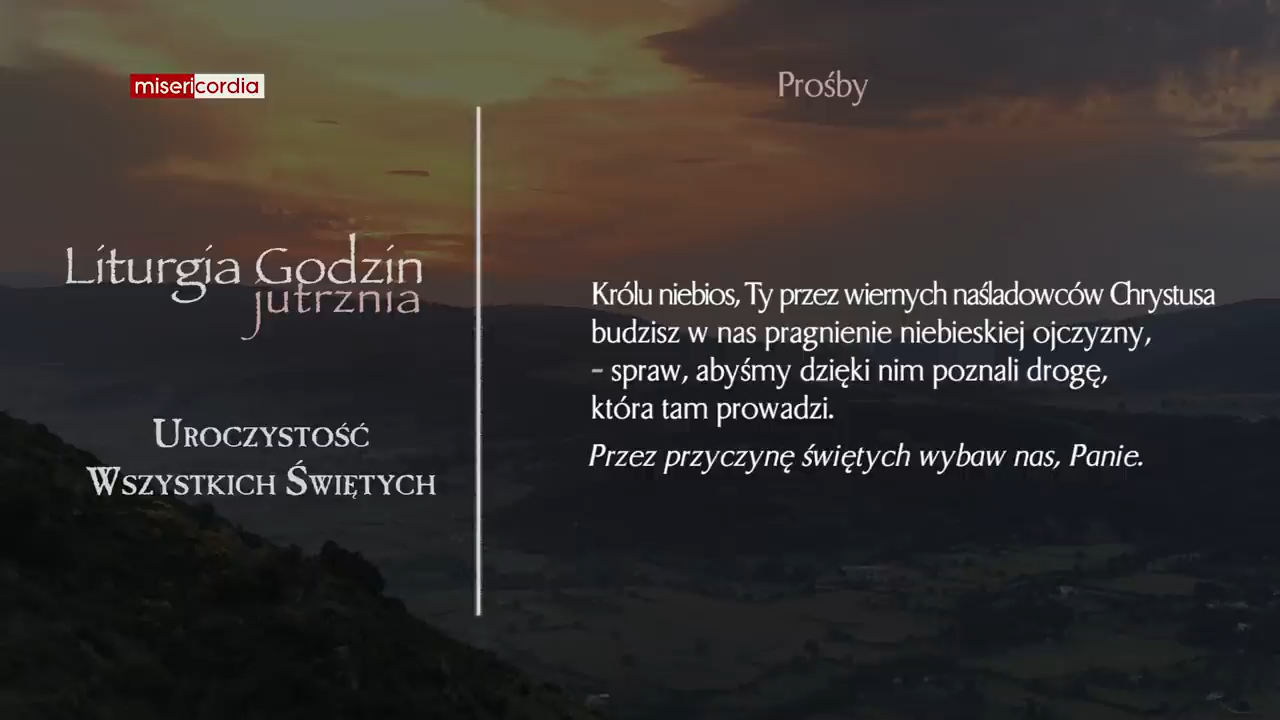 misericordia
Prośby
Liturgia Godzin
jutrznia
Uroczystość
Wszystkich Świętych
Królu niebios, Ty przez wiernych naśladowców Chrystusa
budzisz w nas pragnienie niebieskiej ojczyzny,
– spraw, abyśmy dzięki nim poznali drogę,
która tam prowadzi.
Przez przyczynę świętych wybaw nas, Panie.